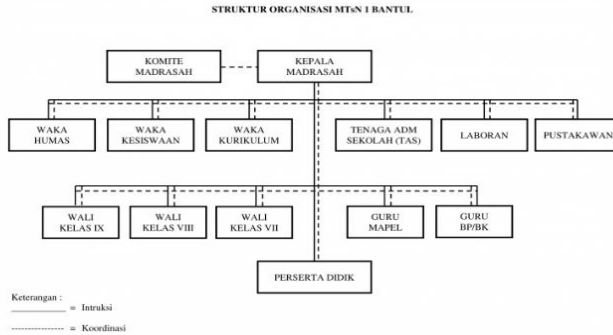 STRUKTUR ORGANISASI MTsN 1 BANTUL
KOMITE
MADRASAH
KEPALA
MADRASAH
WAKA
HUMAS
WAKA
KESISWAAN
WAKA
KURIKULUM
TENAGA ADM
SEKOLAH (TAS)
LABORAN
PUSTAKAWAN
WALI
KELAS IX
WALI
KELAS VIII
WALI
KELAS VII
GURU
MAPEL
GURU
BP/BK
PERSERTA DIDIK
Keterangan :
____________ = Intruksi
---------------- = Koordinasi